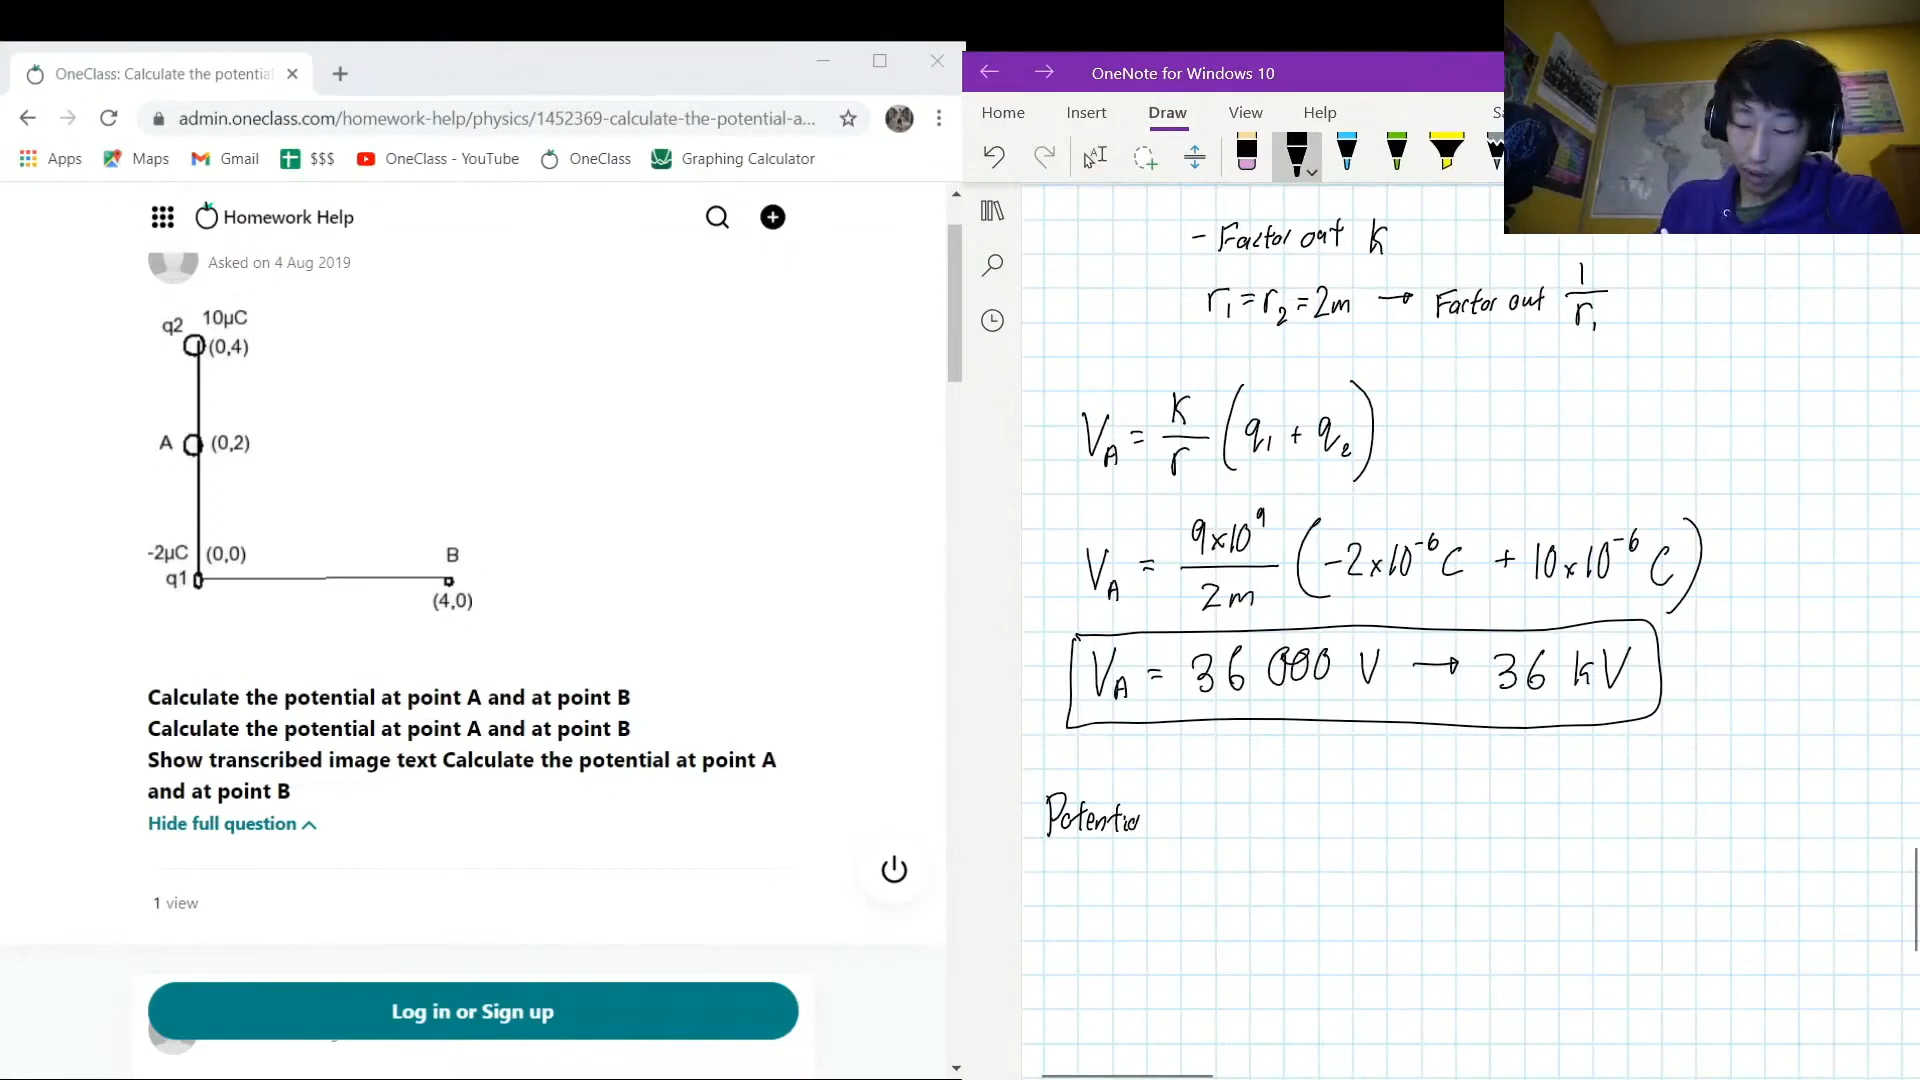 OneClass: Calculate the potential
admin.oneclass.com/homework-help/physics/1452369-calculate-the-potential-a...
Apps Maps Gmail $$$ OneClass - YouTube OneClass Graphing Calculator
Homework Help
Asked on 4 Aug 2019
q2 10μC
(0,4)
A (0,2)
-2μC (0,0)
q1
B
(4,0)
Calculate the potential at point A and at point B
Calculate the potential at point A and at point B
Show transcribed image text Calculate the potential at point A
and at point B
Hide full question
1 view
Log in or Sign up
OneNote for Windows 10
Home Insert Draw View Help
- Factor out k
r₁ = r₂ = 2m → Factor out 1/r₁
V_A = k/r (q₁ + q₂)
V_A = 9x10⁹/2m (-2x10⁻⁶ C + 10x10⁻⁶ C)
V_A = 36 000 V → 36 kV
Potentia